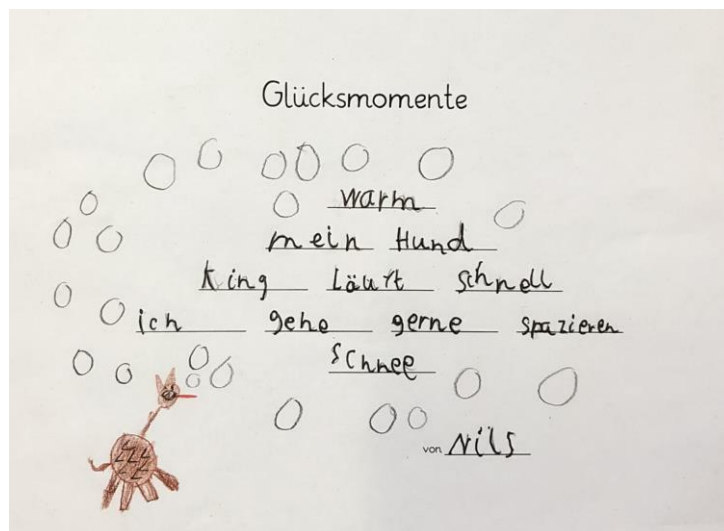 Glücksmomente
warm
mein Hund
King läuft schnell
ich gehe gerne spazieren
Schnee
von Nils